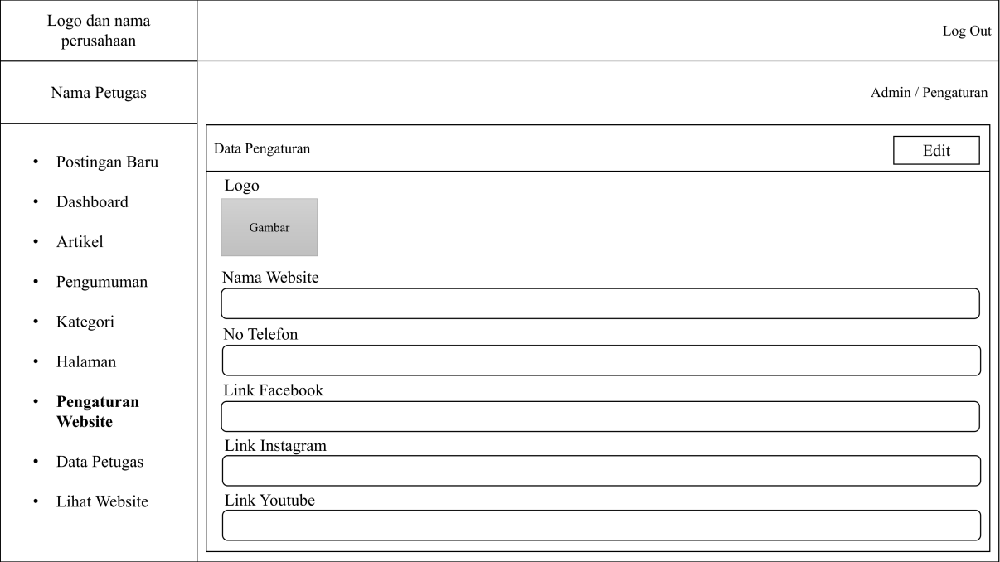 Logo dan nama
perusahaan
Log Out
Nama Petugas
Admin / Pengaturan
• Postingan Baru
• Dashboard
• Artikel
• Pengumuman
• Kategori
• Halaman
• Pengaturan
Website
• Data Petugas
• Lihat Website
Data Pengaturan
Edit
Logo
Gambar
Nama Website
No Telefon
Link Facebook
Link Instagram
Link Youtube